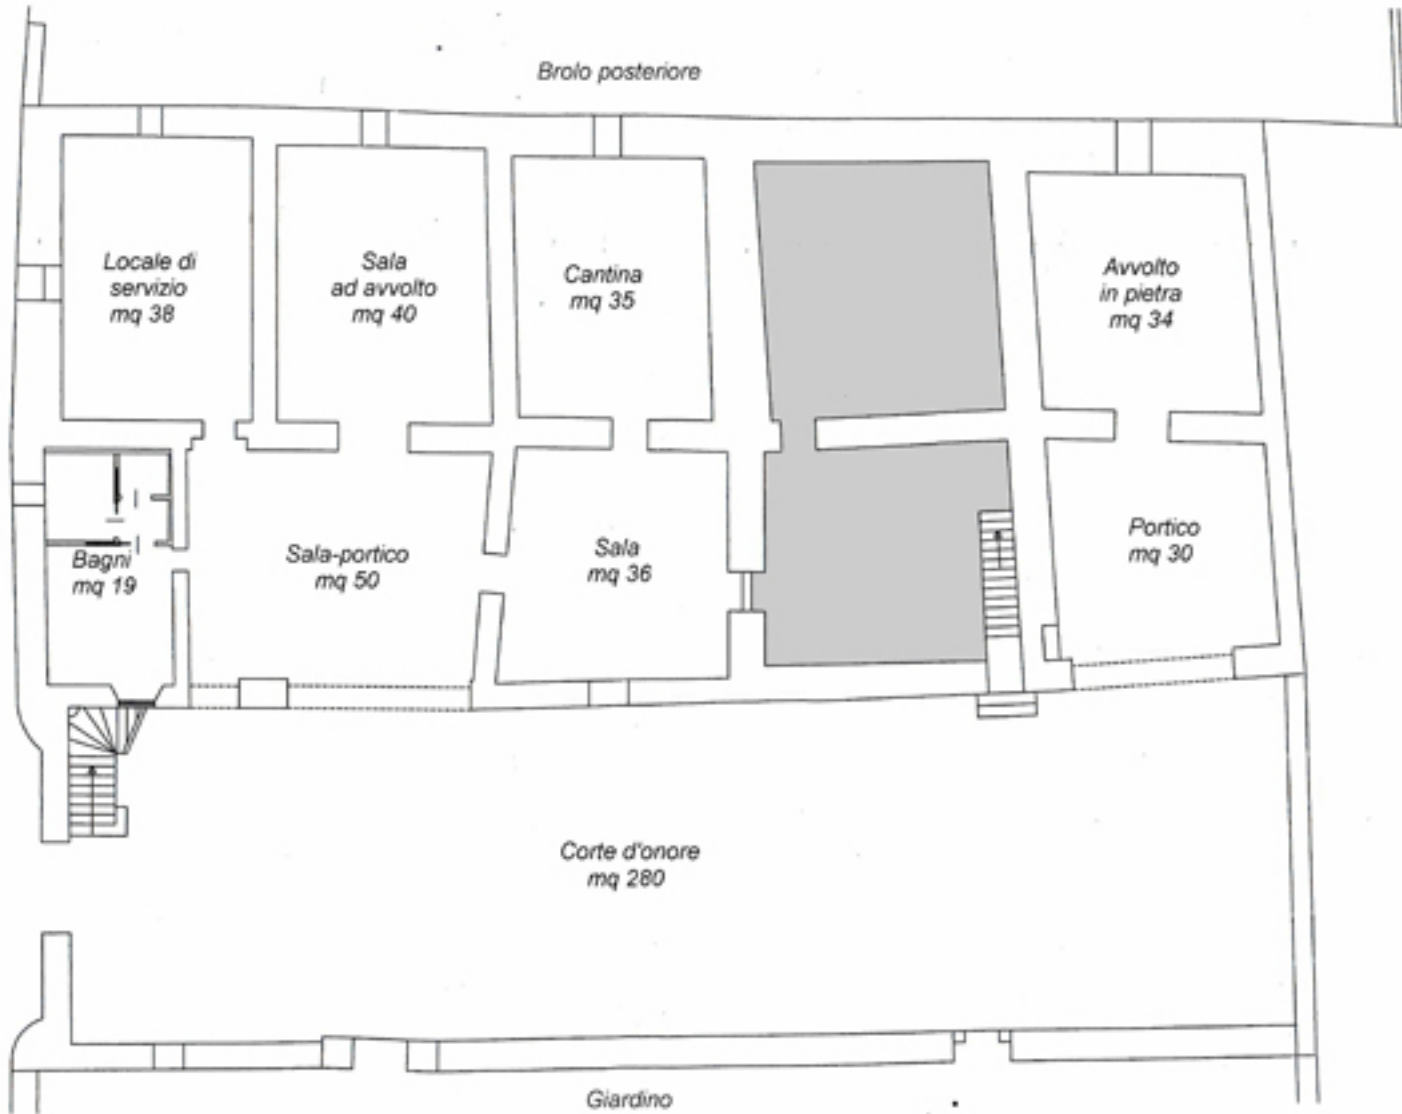 Brolo posteriore
Locale di
servizio
mq 38
Sala
ad avvolto
mq 40
Cantina
mq 35
Avvolto
in pietra
mq 34
Bagni
mq 19
Sala-portico
mq 50
Sala
mq 36
Portico
mq 30
Corte d'onore
mq 280
Giardino